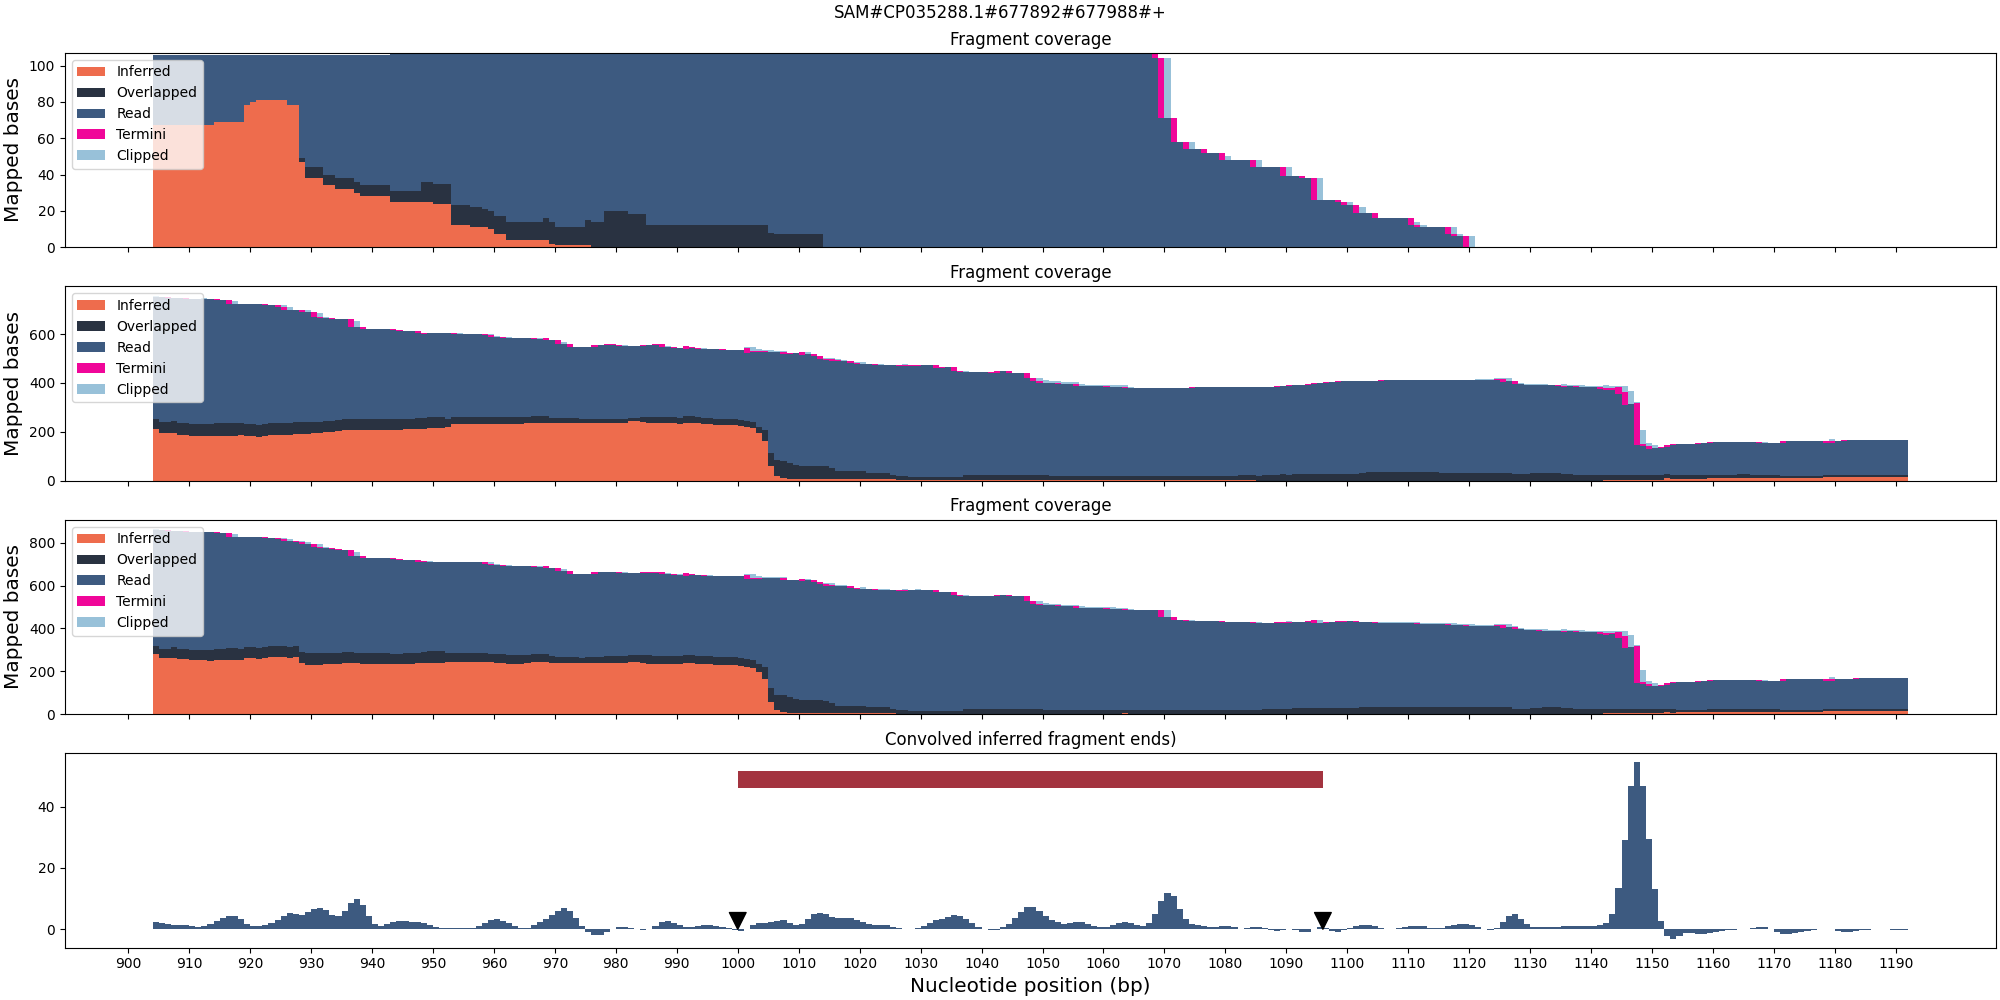 SAM#CP035288.1#677892#677988#+
Fragment coverage
Mapped bases
100
80
60
40
20
0
Inferred
Overlapped
Read
Termini
Clipped
Fragment coverage
Mapped bases
600
400
200
0
Inferred
Overlapped
Read
Termini
Clipped
Fragment coverage
Mapped bases
800
600
400
200
0
Inferred
Overlapped
Read
Termini
Clipped
Convolved inferred fragment ends)
40
20
0
900 910 920 930 940 950 960 970 980 990 1000 1010 1020 1030 1040 1050 1060 1070 1080 1090 1100 1110 1120 1130 1140 1150 1160 1170 1180 1190
Nucleotide position (bp)